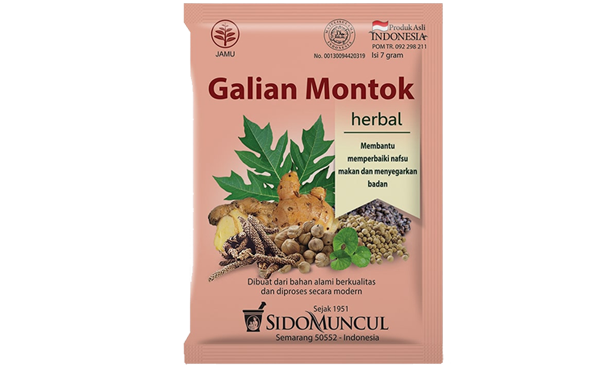 JAMU
No. 00130094420319
Produk Asli
INDONESIA
POM TR. 092 298 211
Isi 7 gram
Galian Montok
herbal
Membantu
memperbaiki nafsu
makan dan menyegarkan
badan
Dibuat dari bahan alami berkualitas
dan diproses secara modern
Sejak 1951
SIDOMUNCUL
Semarang 50552 - Indonesia